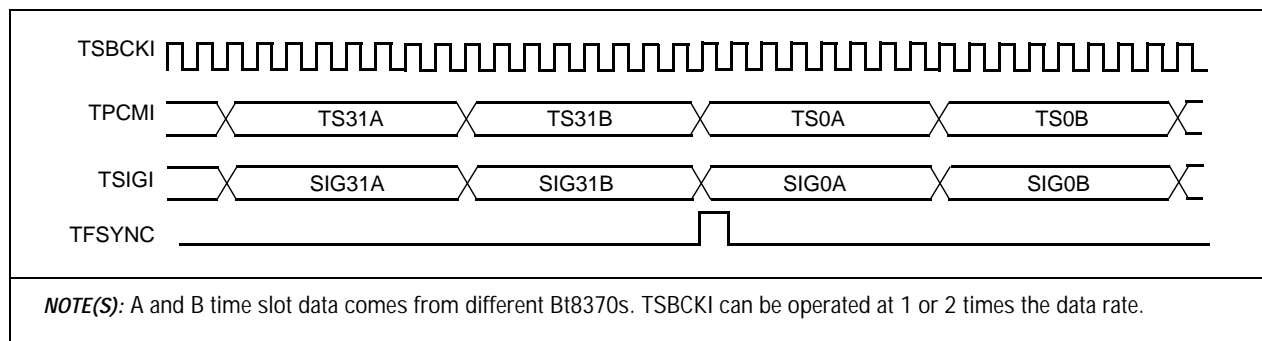 TSBCKI
TPCMI TS31A TS31B TS0A TS0B
TSIGI SIG31A SIG31B SIG0A SIG0B
TFSYNC
NOTE(S): A and B time slot data comes from different Bt8370s. TSBCKI can be operated at 1 or 2 times the data rate.